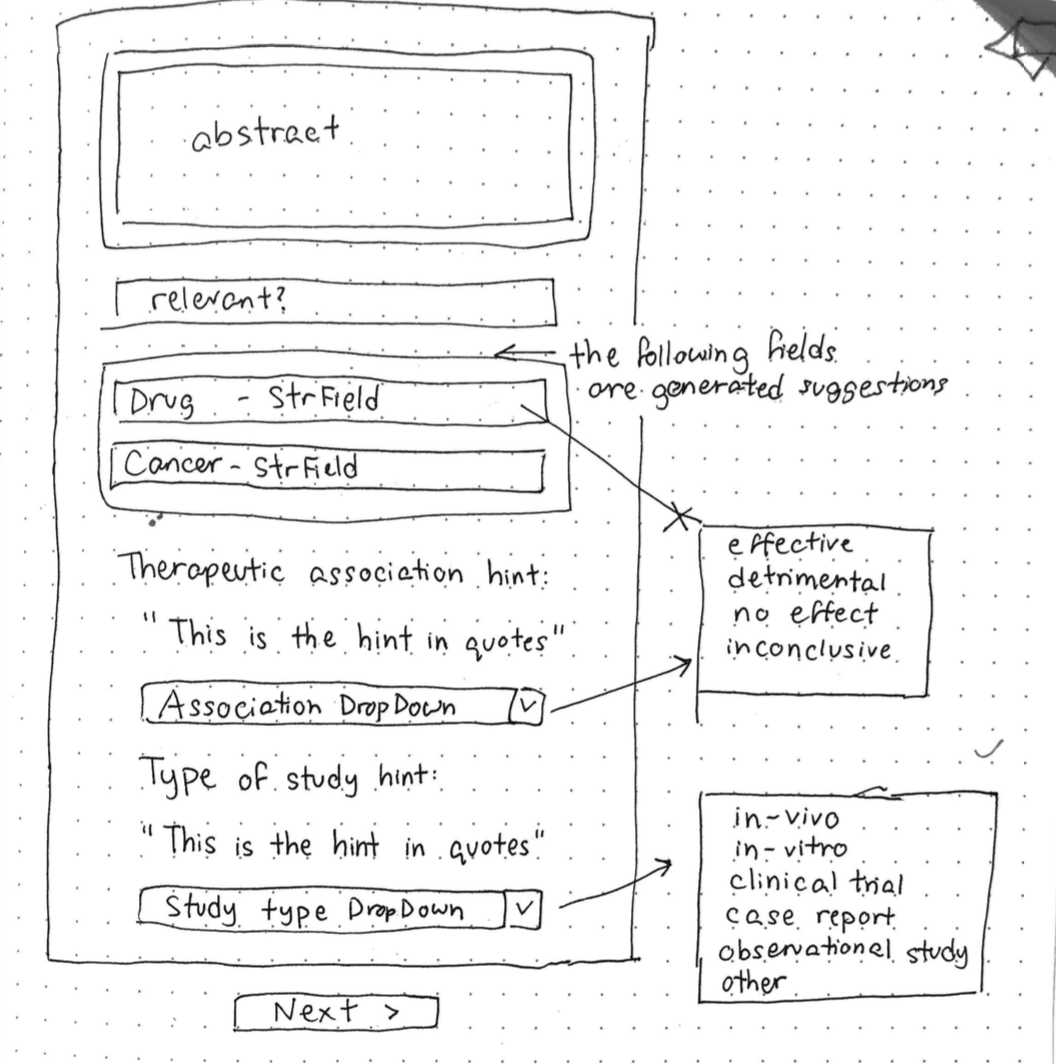 abstract
relevant?
the following fields
are generated suggestions
Drug - StrField
Cancer - StrField
Therapeutic association hint:
"This is the hint in quotes"
Association DropDown
effective
detrimental
no effect
inconclusive
Type of study hint:
"This is the hint in quotes"
Study type DropDown
in-vivo
in-vitro
clinical trial
case report
observational study
other
Next >